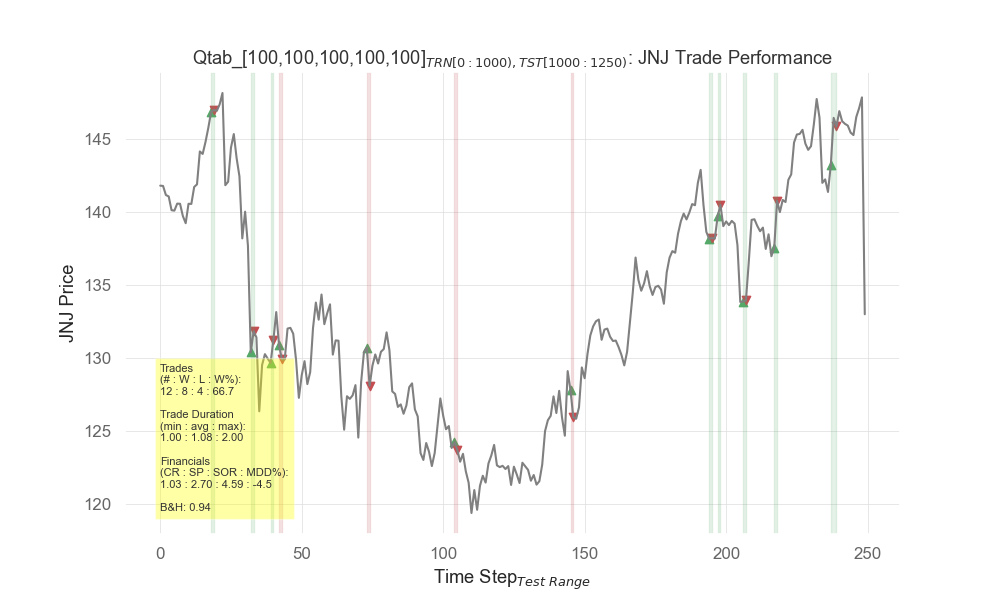 Qtab_[100,100,100,100,100]TRN[0 : 1000), TST[1000 : 1250) : JNJ Trade Performance
JNJ Price
145
140
135
130
125
120
Trades
(# : W : L : W%):
12 : 8 : 4 : 66.7
Trade Duration
(min : avg : max):
1.00 : 1.08 : 2.00
Financials
(CR : SP : SOR : MDD%):
1.03 : 2.70 : 4.59 : -4.5
B&H: 0.94
0 50 100 150 200 250
Time StepTest Range